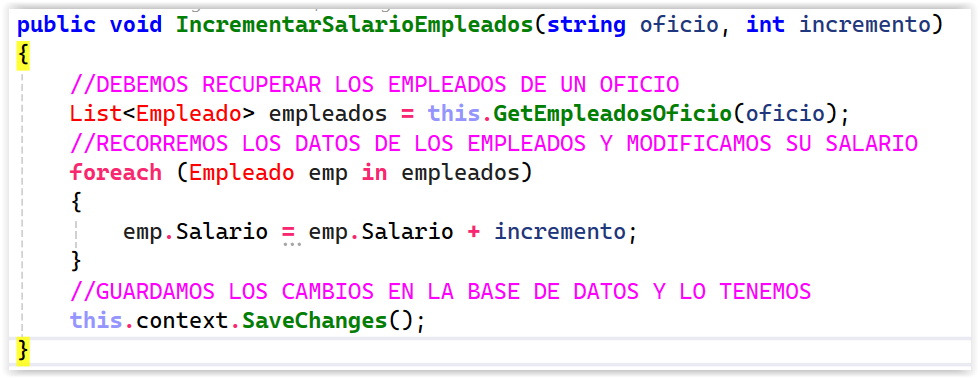 public void IncrementarSalarioEmpleados(string oficio, int incremento)
{
//DEBEMOS RECUPERAR LOS EMPLEADOS DE UN OFICIO
List<Empleado> empleados = this.GetEmpleadosOficio(oficio);
//RECORREMOS LOS DATOS DE LOS EMPLEADOS Y MODIFICAMOS SU SALARIO
foreach (Empleado emp in empleados)
{
emp.Salario = emp.Salario + incremento;
}
//GUARDAMOS LOS CAMBIOS EN LA BASE DE DATOS Y LO TENEMOS
this.context.SaveChanges();
}